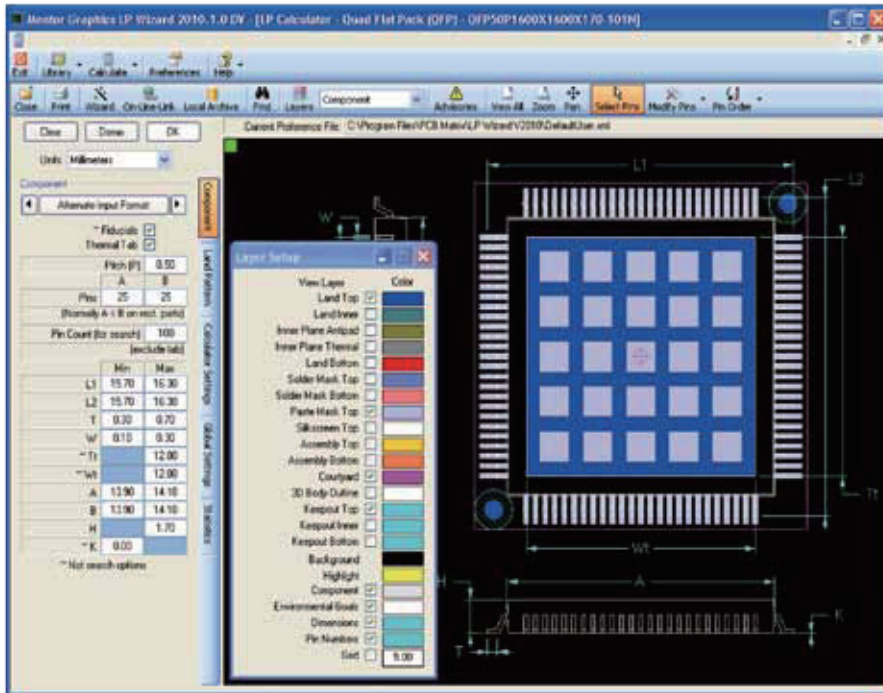 Mentor Graphics LP Wizard 2010.1.0 DV - [LP Calculator - Quad Flat Pack (QFP) - QFP50P1600X1600X170-101N]
Exit Library Calculate Preferences Help
Close Print Wizard On-Line-Link Local Archive Find Layers Component Advisories View All Zoom Pan Select Pins Modify Pins Pin Order
Clear Demo OK
Current Preference File: C:\Program Files\PCB Matrix\LP Wizard\V2010\DefaultUser.xml
Units Millimeters
Component
Alternate Input Format
* Fiducials
Thermal Tab
Pitch (P) 0.50
A B
Pins 25 25
(Normally A < B on rect. parts)
Pin Count (for search) 100
(exclude tab)
Min Max
L1 15.70 16.30
L2 15.70 16.30
T 0.30 0.70
W 0.10 0.30
* Tt 12.00
* Wt 12.00
A 13.90 14.10
B 13.90 14.10
H 1.70
* K 0.00
* Not search options
Component
Land Pattern
Calculator Settings
Global Settings
Statistics
Layer Setup
View Layer Color
Land Top
Land Inner
Inner Plane Antipad
Inner Plane Thermal
Land Bottom
Solder Mask Top
Solder Mask Bottom
Paste Mask Top
Silkscreen Top
Assembly Top
Assembly Bottom
Courtyard
3D Body Outline
Keepout Top
Keepout Inner
Keepout Bottom
Background
Highlight
Component
Environmental Goals
Dimensions
Pin Numbers
Grid 5.00
W
L1
L2
Tt
Wt
H
A
K
T